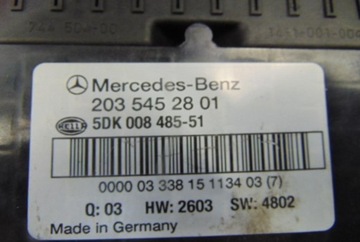 Mercedes-Benz
203 545 28 01
HELLA 5DK 008 485-51
0000 03 338 15 1134 03 (7)
Q: 03 HW: 2603 SW: 4802
Made in Germany